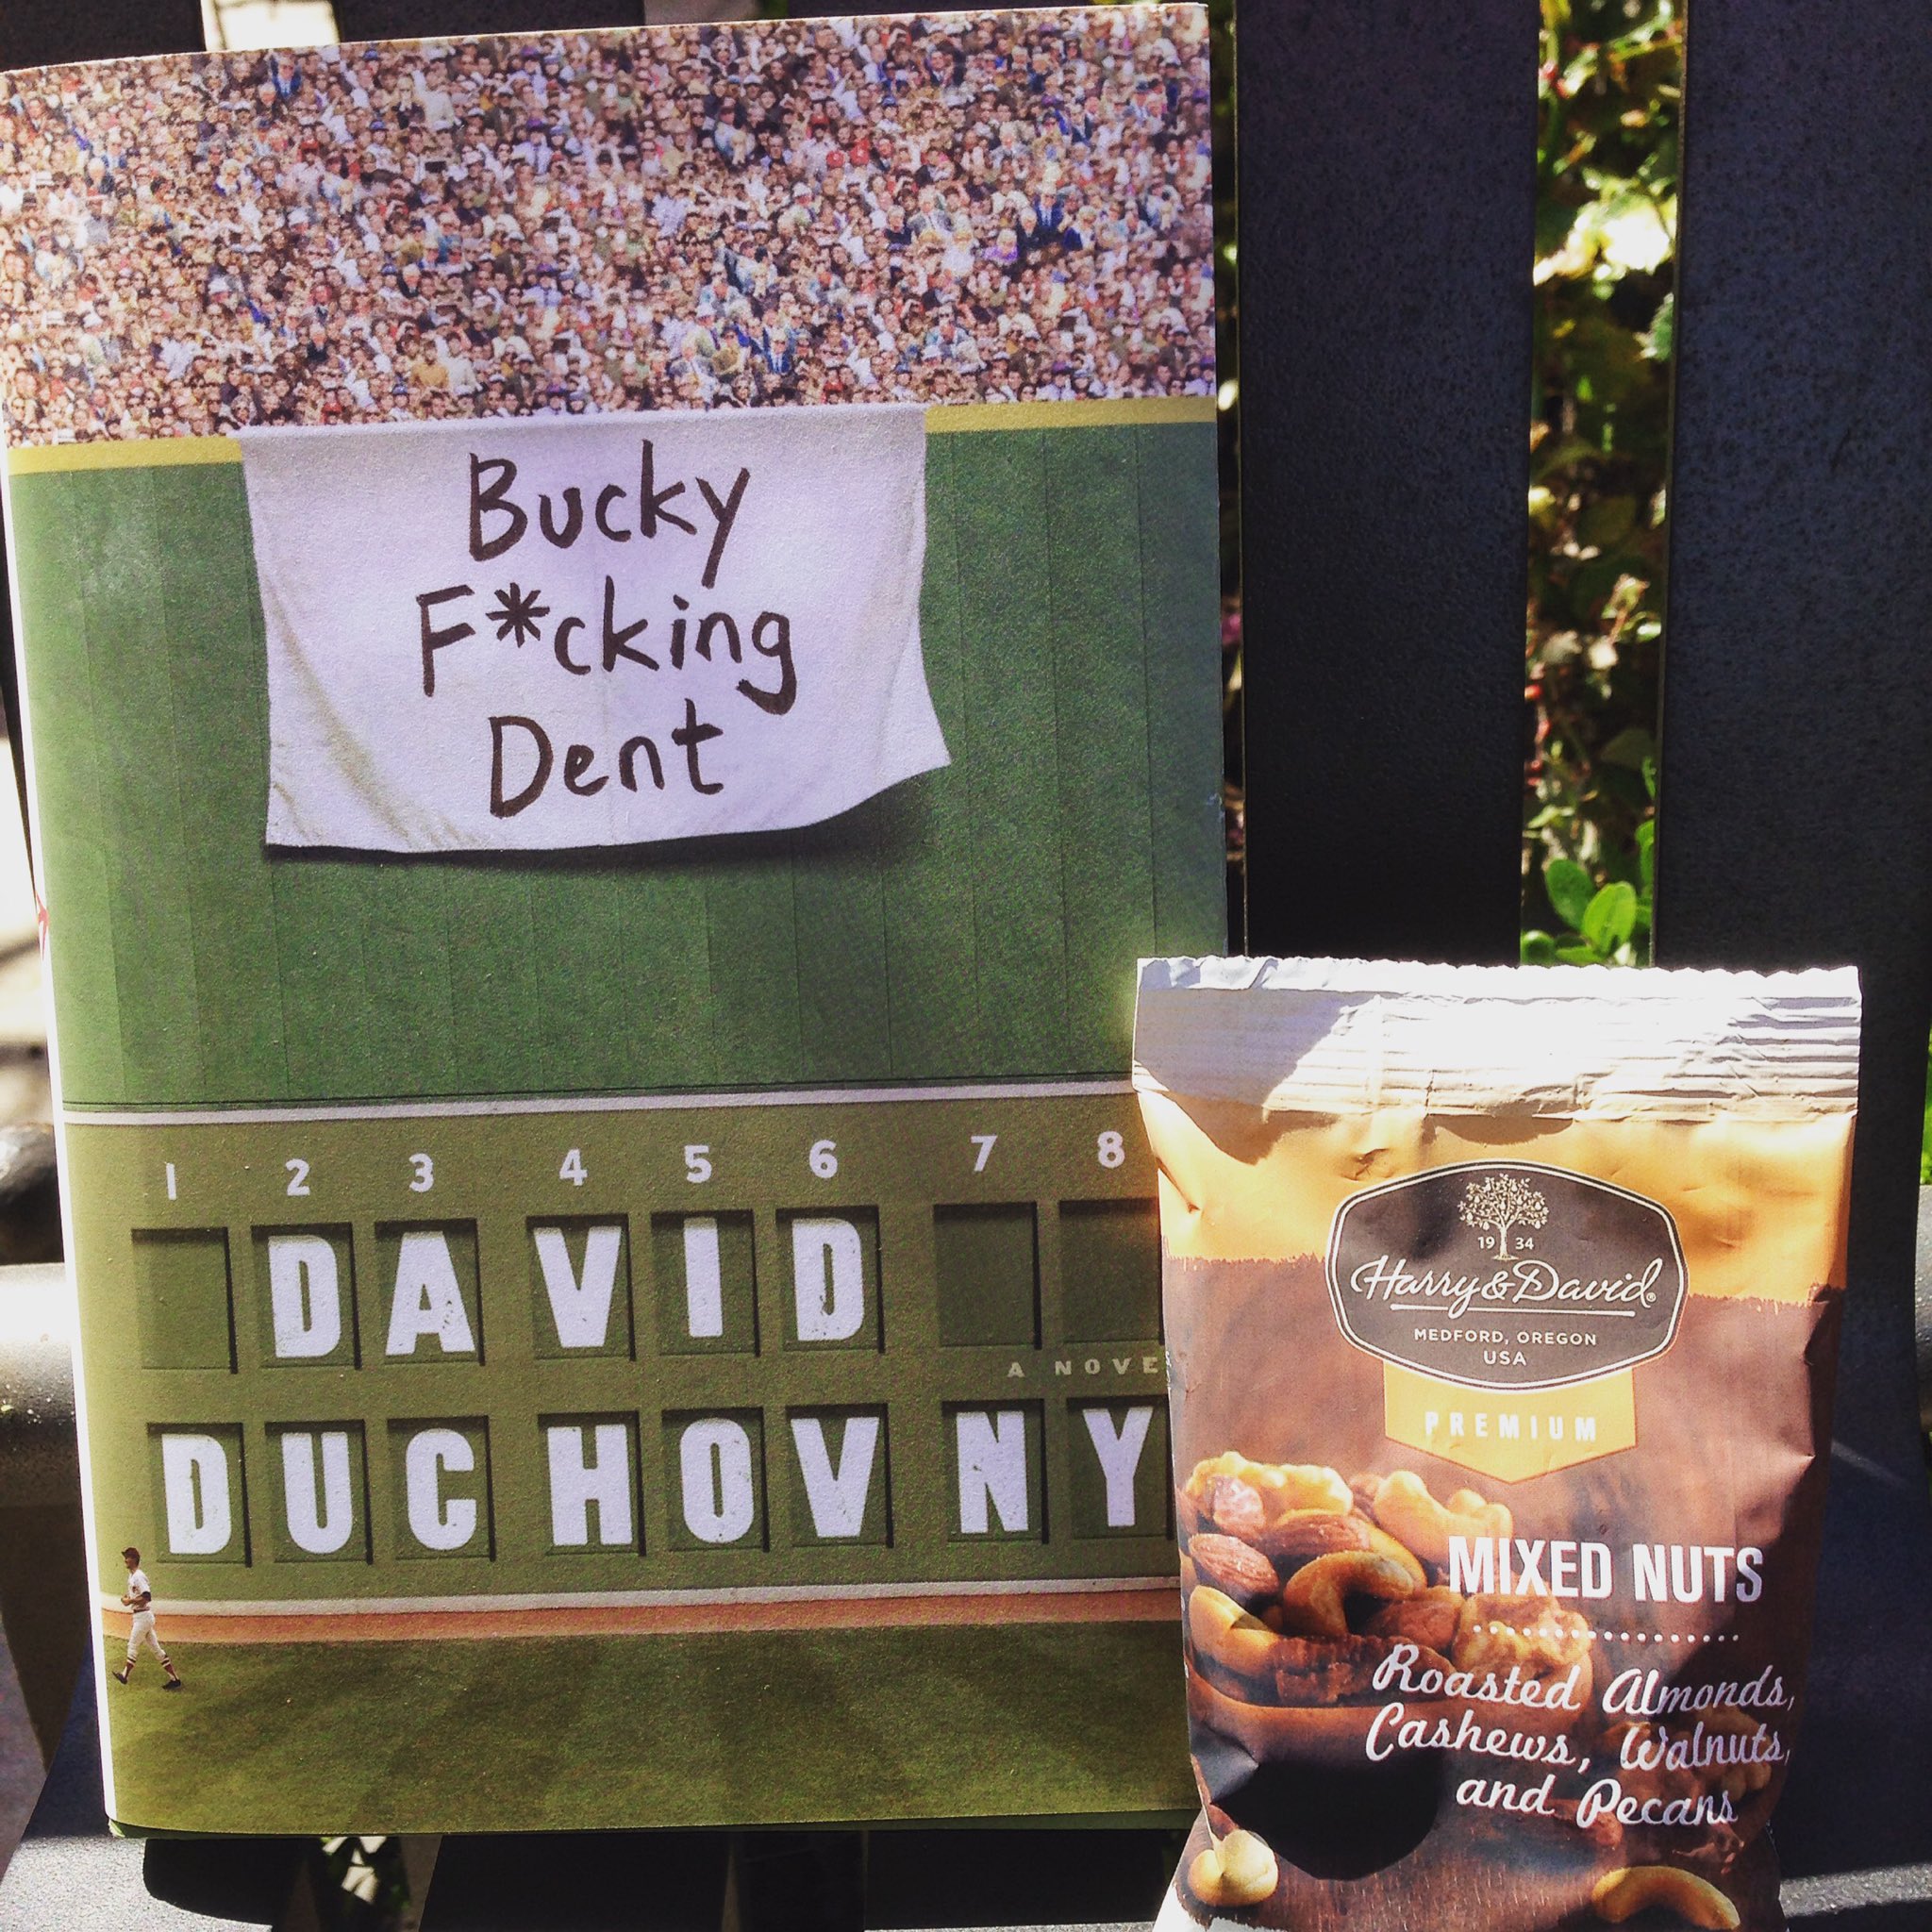 Bucky
F*cking
Dent
1 2 3 4 5 6 7 8
DAVID
A NOVE
DUCHOVNY
19 34
Harry & David®
MEDFORD, OREGON
USA
PREMIUM
MIXED NUTS
Roasted Almonds,
Cashews, Walnuts,
and Pecans